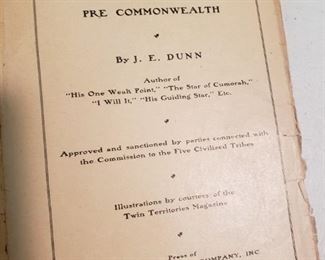 PRE COMMONWEALTH
By J. E. DUNN
Author of
"His One Weak Point," "The Star of Cumorah,"
"I Will It," "His Guiding Star," Etc.
Approved and sanctioned by parties connected with
the Commission to the Five Civilized Tribes
Illustrations by courtesy of the
Twin Territories Magazine
Press of
COMPANY, INC